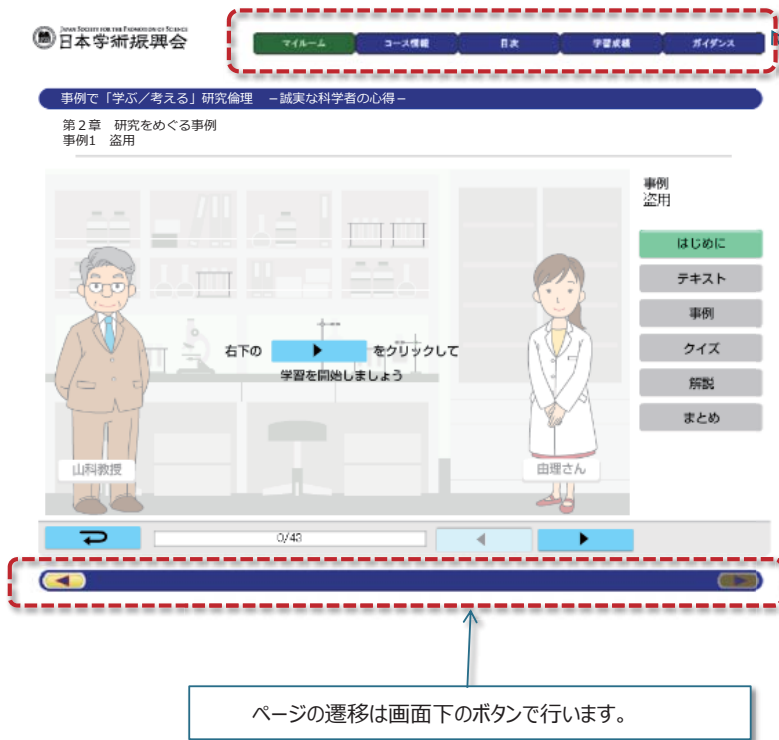 JAPAN SOCIETY FOR THE PROMOTION OF SCIENCE
日本学術振興会
マイルーム
コース情報
目次
学習成績
ガイダンス
事例で「学ぶ／考える」研究倫理 －誠実な科学者の心得－
第２章 研究をめぐる事例
事例1 盗用
事例
盗用
はじめに
テキスト
事例
クイズ
解説
まとめ
右下の ▶ をクリックして
学習を開始しましょう
山科教授
由理さん
0/43
ページの遷移は画面下のボタンで行います。